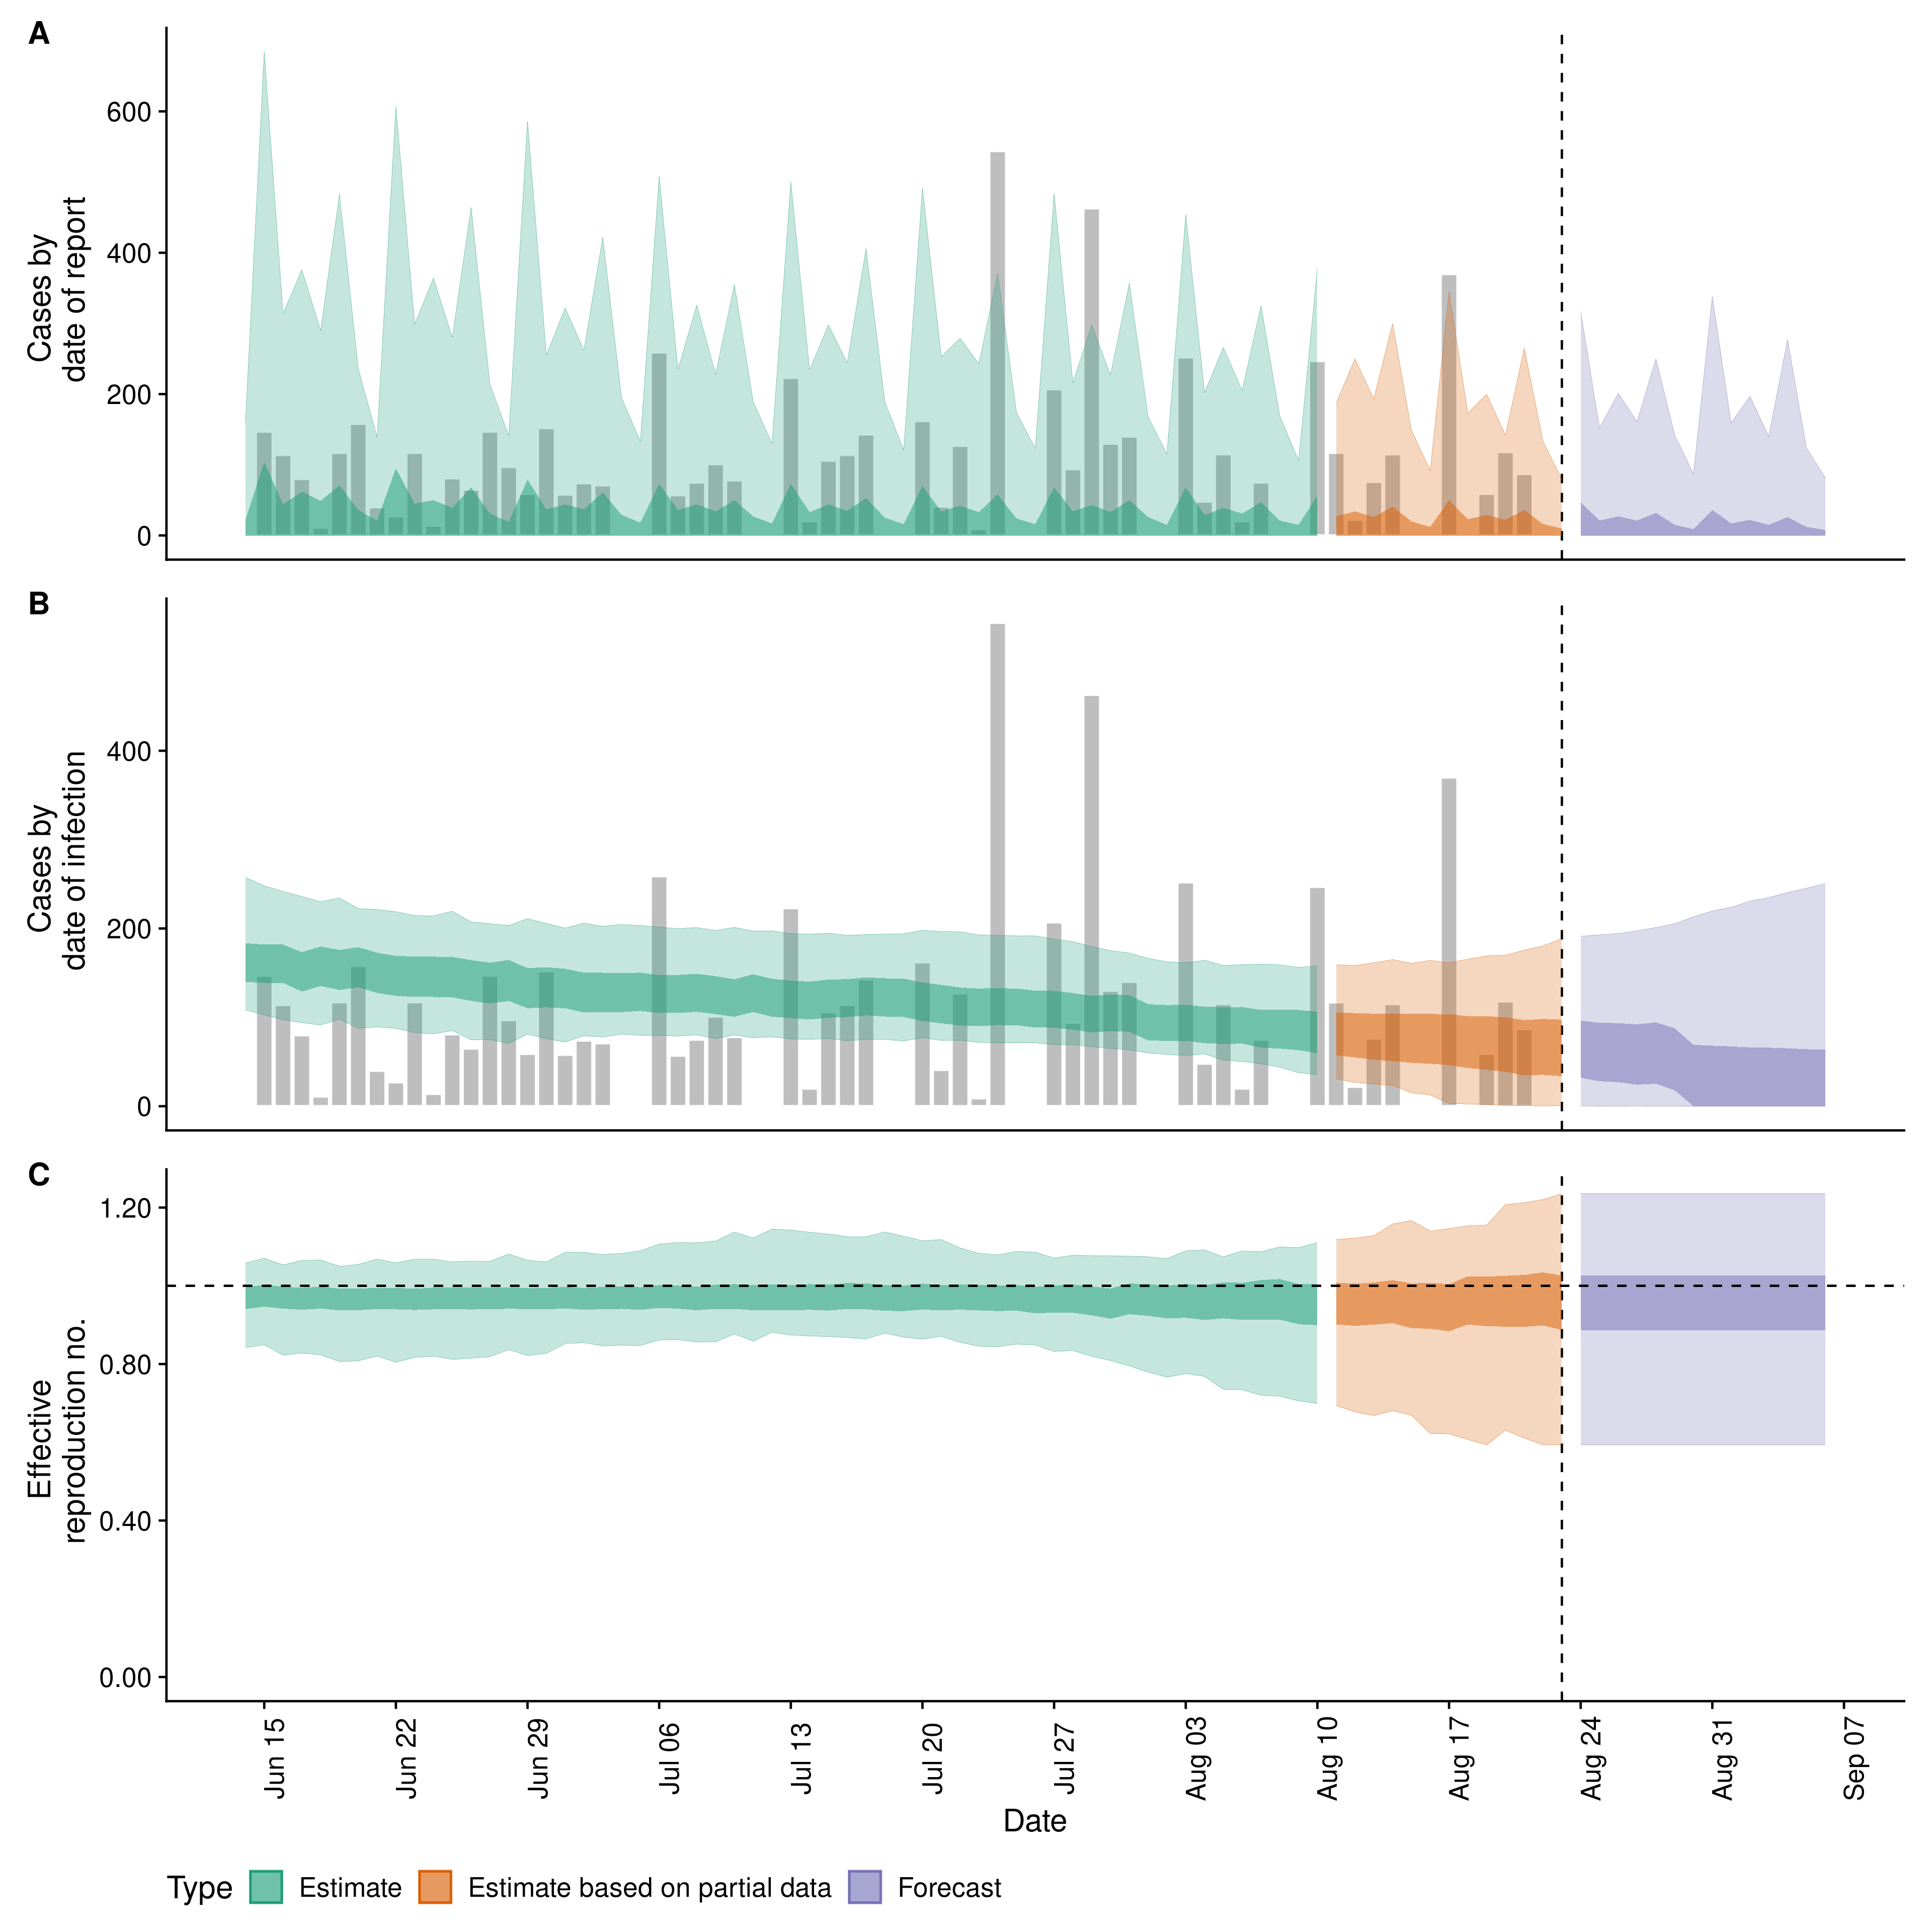 A
Cases by
date of report
600
400
200
0
B
Cases by
date of infection
400
200
0
C
Effective
reproduction no.
1.20
0.80
0.40
0.00
Jun 15
Jun 22
Jun 29
Jul 06
Jul 13
Jul 20
Jul 27
Aug 03
Aug 10
Aug 17
Aug 24
Aug 31
Sep 07
Date
Type Estimate Estimate based on partial data Forecast